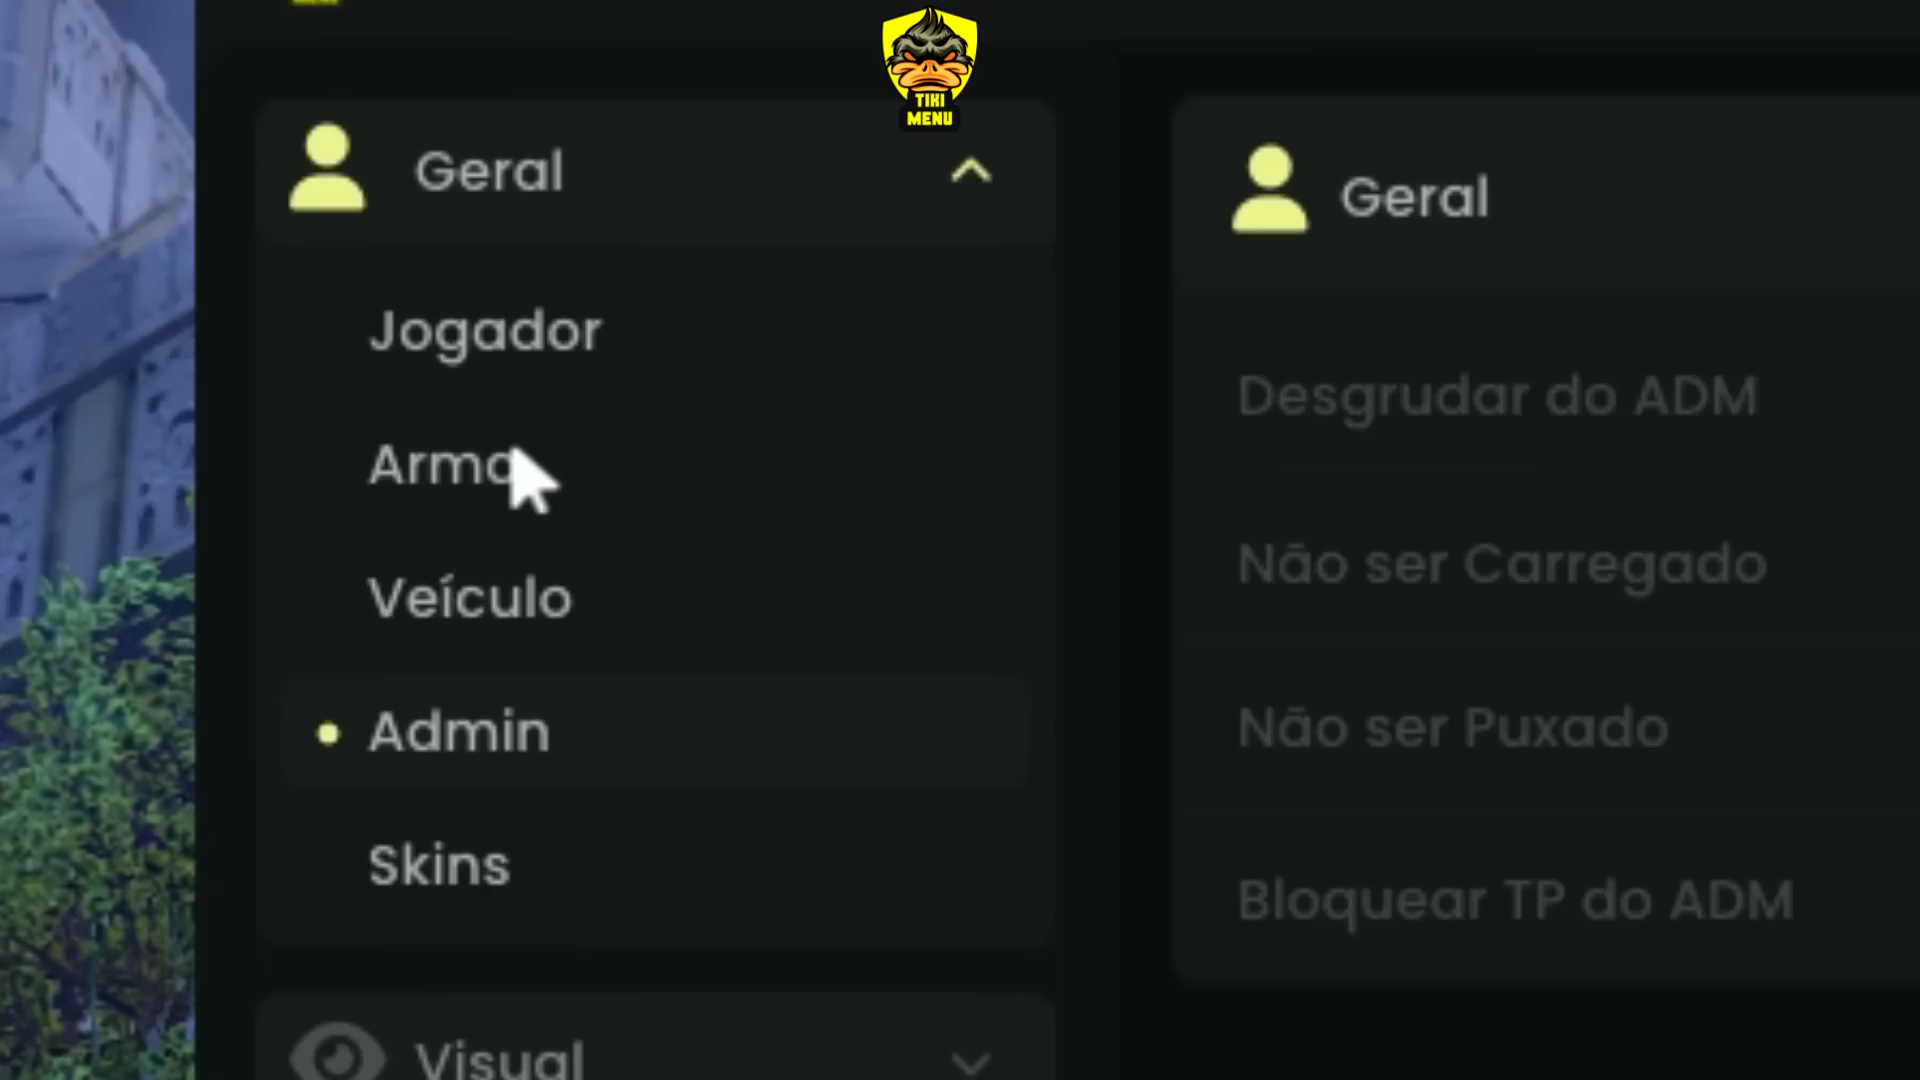 TIKI
MENU
Geral
Jogador
Veículo
Admin
Skins
Visual
Geral
Desgrudar do ADM
Não ser Carregado
Não ser Puxado
Bloquear TP do ADM